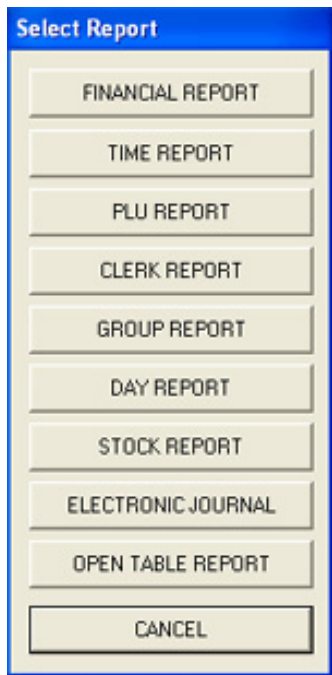 Select Report
FINANCIAL REPORT
TIME REPORT
PLU REPORT
CLERK REPORT
GROUP REPORT
DAY REPORT
STOCK REPORT
ELECTRONIC JOURNAL
OPEN TABLE REPORT
CANCEL